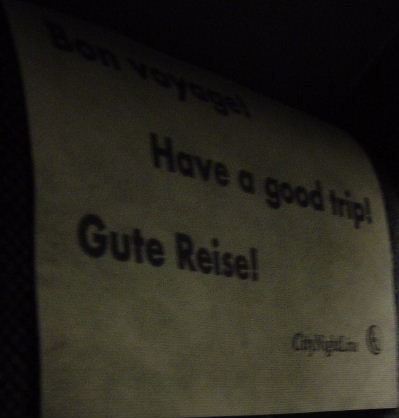 Bon voyage!
Have a good trip!
Gute Reise!
CityNightLine